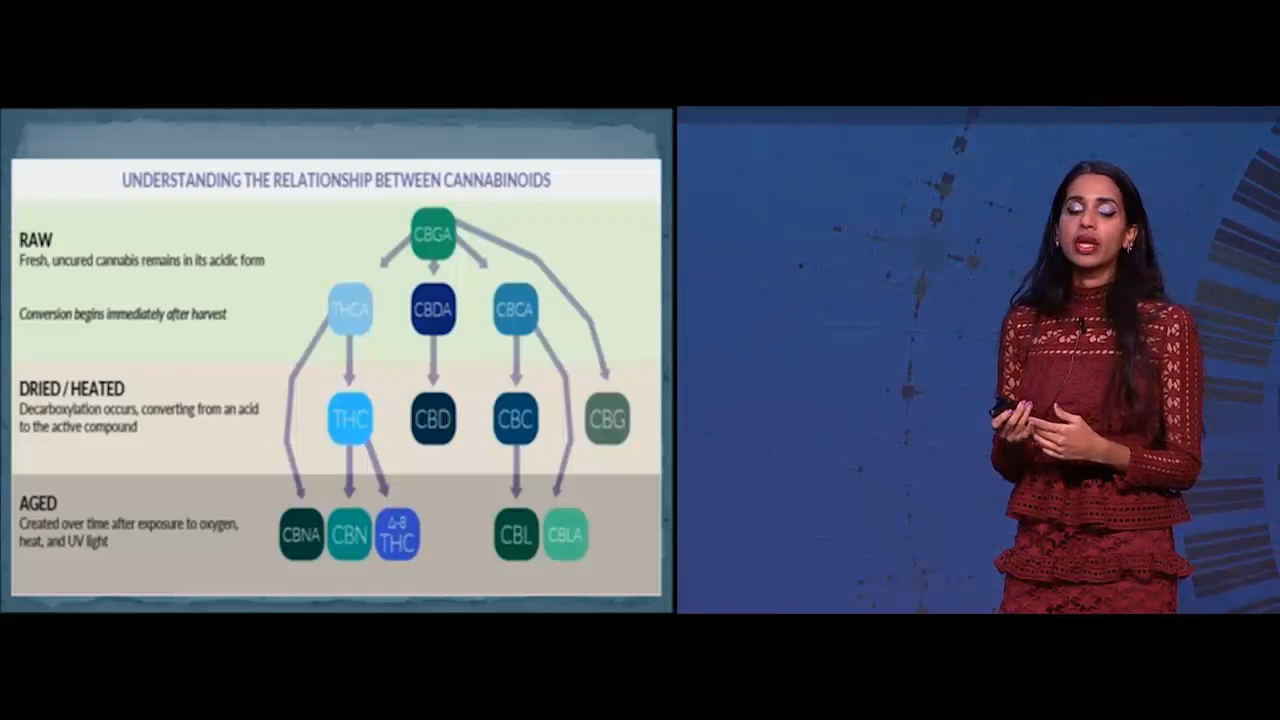 UNDERSTANDING THE RELATIONSHIP BETWEEN CANNABINOIDS
RAW
Fresh, uncured cannabis remains in its acidic form
Conversion begins immediately after harvest
CBGA
THCA
CBDA
CBCA
DRIED / HEATED
Decarboxylation occurs, converting from an acid
to the active compound
THC
CBD
CBC
CBG
AGED
Created over time after exposure to oxygen,
heat, and UV light
CBNA
CBN
Δ-8
THC
CBL
CBLA